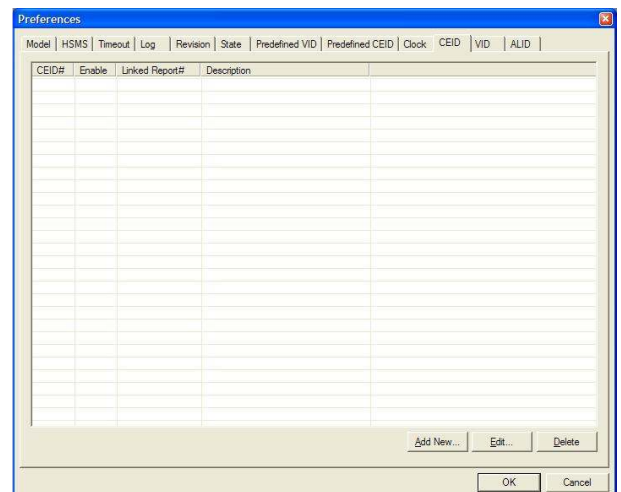 Preferences
Model HSMS Timeout Log Revision State Predefined VID Predefined CEID Clock CEID VID ALID
CEID# Enable Linked Report# Description
Add New... Edit... Delete
OK Cancel